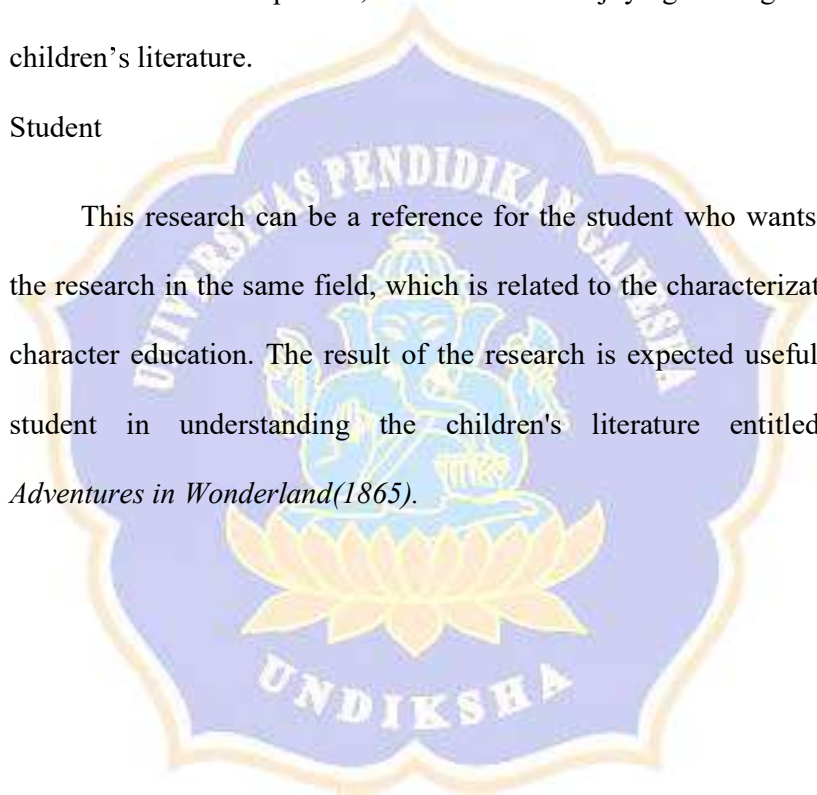 children’s literature.
Student
This research can be a reference for the student who wants
the research in the same field, which is related to the
character education. The result of the research is expected useful
student in understanding the children's literature entitled
Adventures in Wonderland(1865).
UNIVERSITAS PENDIDIKAN GANESHA
UNDIKSHA